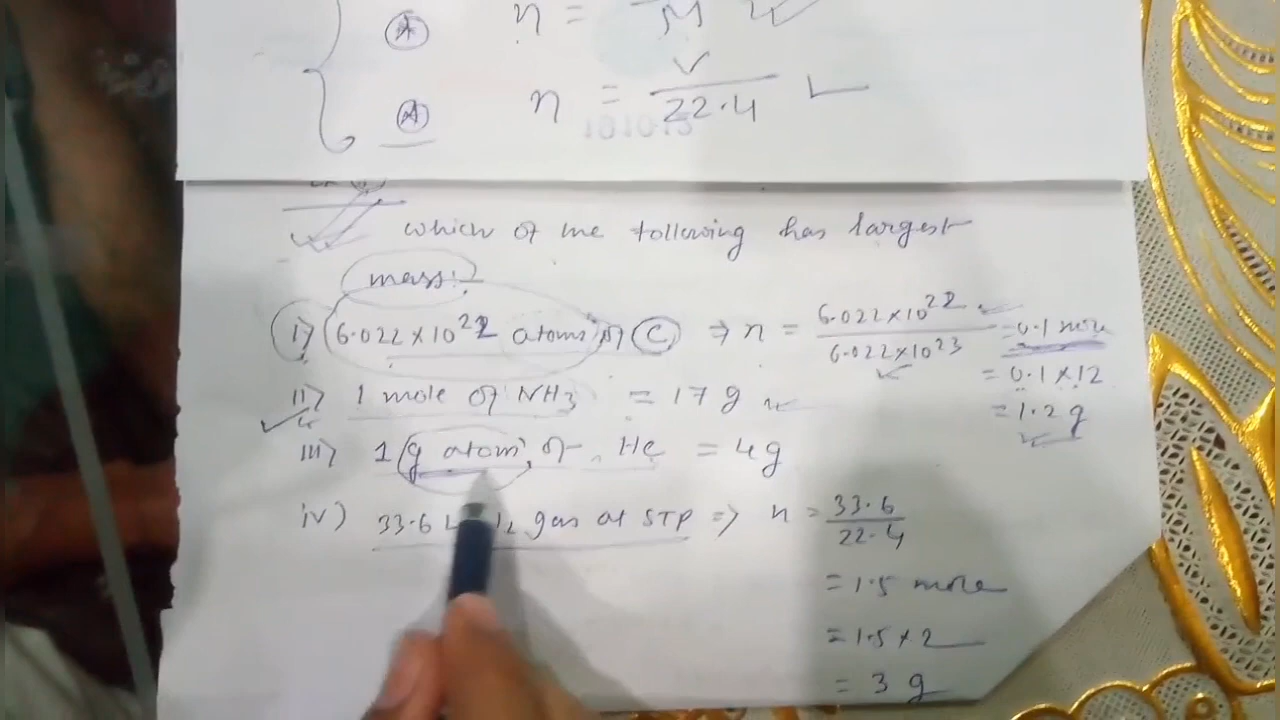 n = M
n = V/22.4
which of the following has largest
mass:-
i) 6.022×10²² atoms of C ⇒ n = 6.022×10²²/6.022×10²³ = 0.1 mole
= 0.1×12
= 1.2 g
ii) 1 mole of NH₃ = 17 g
iii) 1 g atom of He = 4g
iv) 33.6 L H₂ gas at STP ⇒ n = 33.6/22.4
= 1.5 mole
= 1.5×2
= 3 g